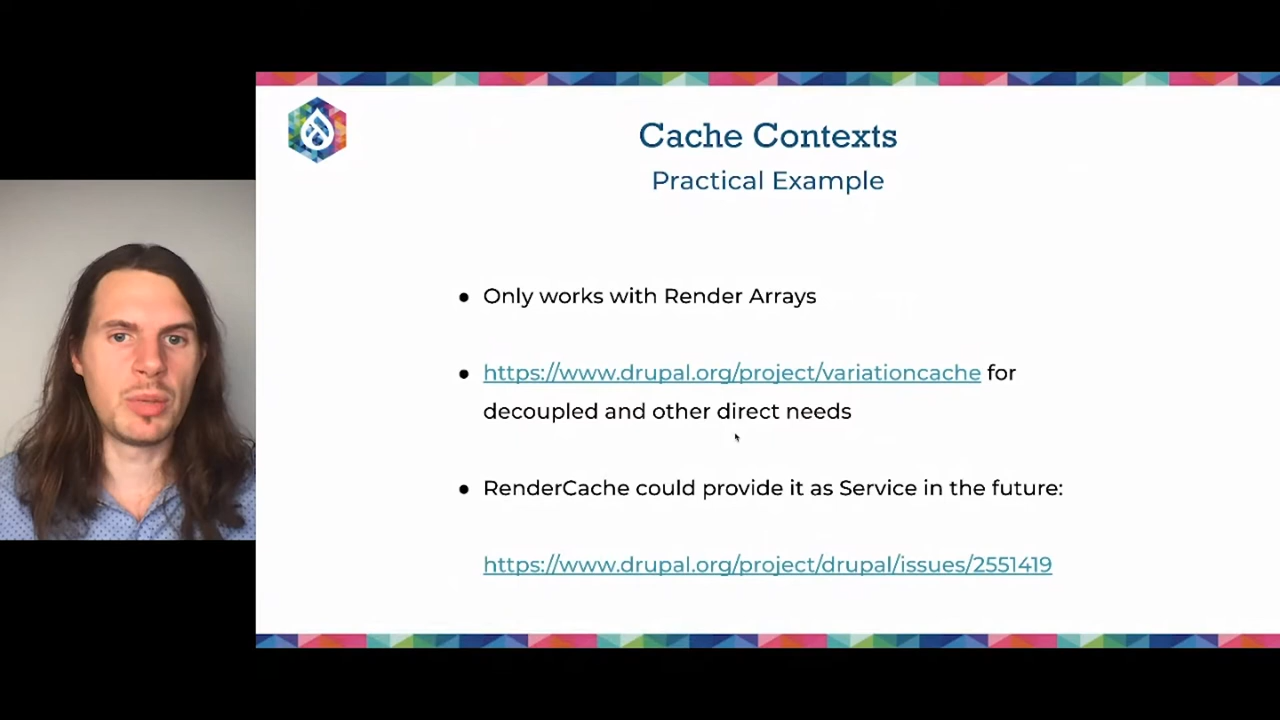 Cache Contexts
Practical Example
● Only works with Render Arrays
● https://www.drupal.org/project/variationcache for
decoupled and other direct needs
● RenderCache could provide it as Service in the future:
https://www.drupal.org/project/drupal/issues/2551419